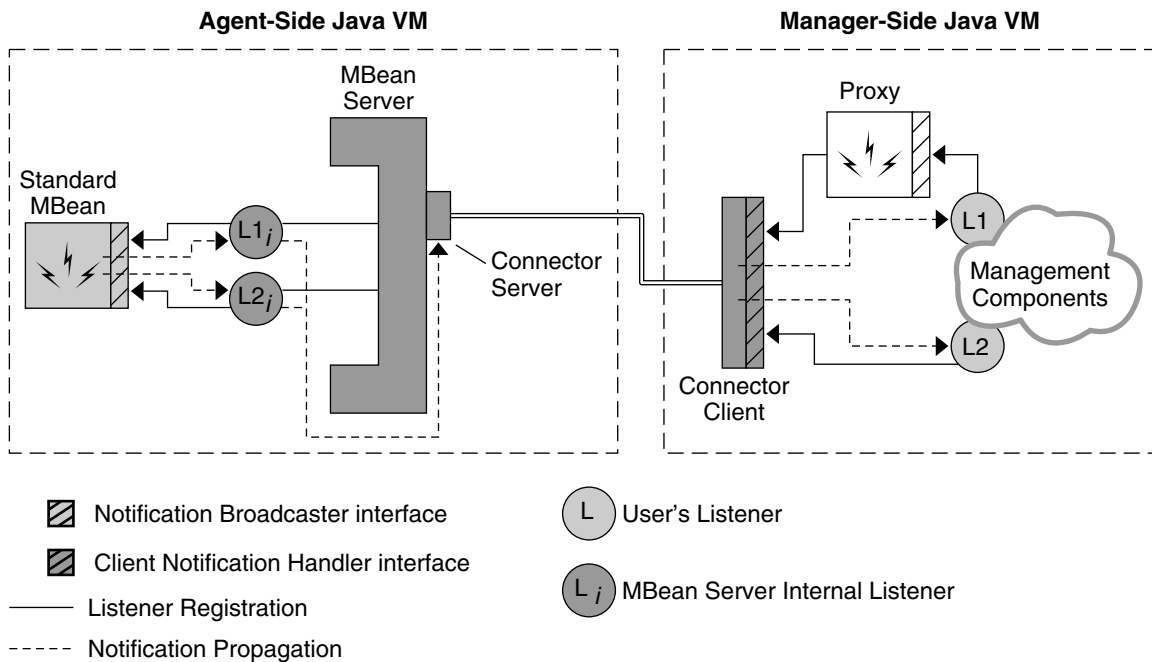 Agent-Side Java VM
Manager-Side Java VM
MBean
Server
Proxy
Standard
MBean
L1i
L2i
L1
Connector
Server
Management
Components
L2
Connector
Client
Notification Broadcaster interface
Client Notification Handler interface
Listener Registration
Notification Propagation
L
User's Listener
Li
MBean Server Internal Listener